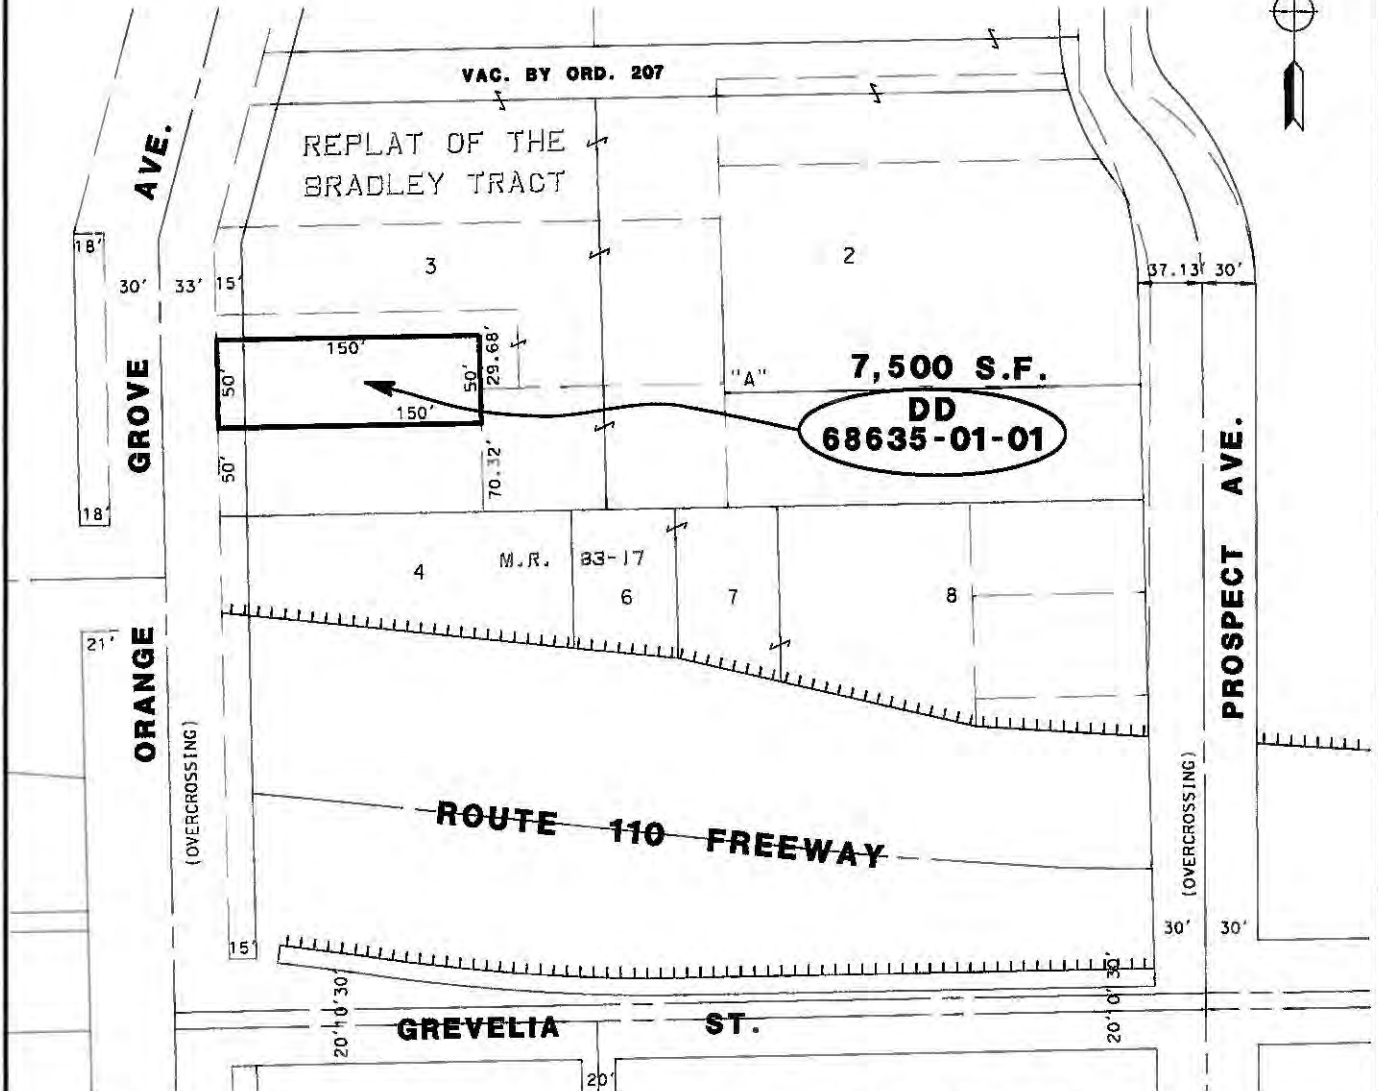 VAC. BY ORD. 207
REPLAT OF THE
BRADLEY TRACT
18'
30'
33'
15'
3
2
37.13'
30'
150'
50'
50'
29.68'
150'
"A"
7,500 S.F.
DD
68635-01-01
50'
70.32'
18'
M.R. 83-17
4
6
7
8
21'
ORANGE GROVE AVE.
PROSPECT AVE.
(OVERCROSSING)
(OVERCROSSING)
ROUTE 110 FREEWAY
15'
30'
30'
20'
10'
30'
20'
10'
30'
GREVELIA ST.
20'